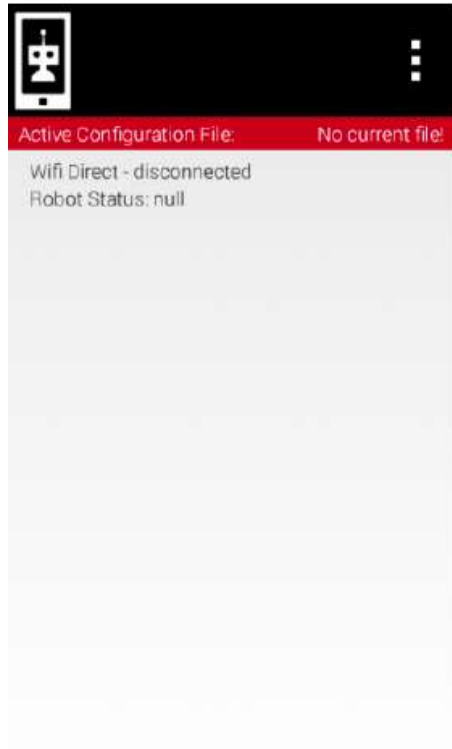 Active Configuration File: No current file!
Wifi Direct - disconnected
Robot Status: null